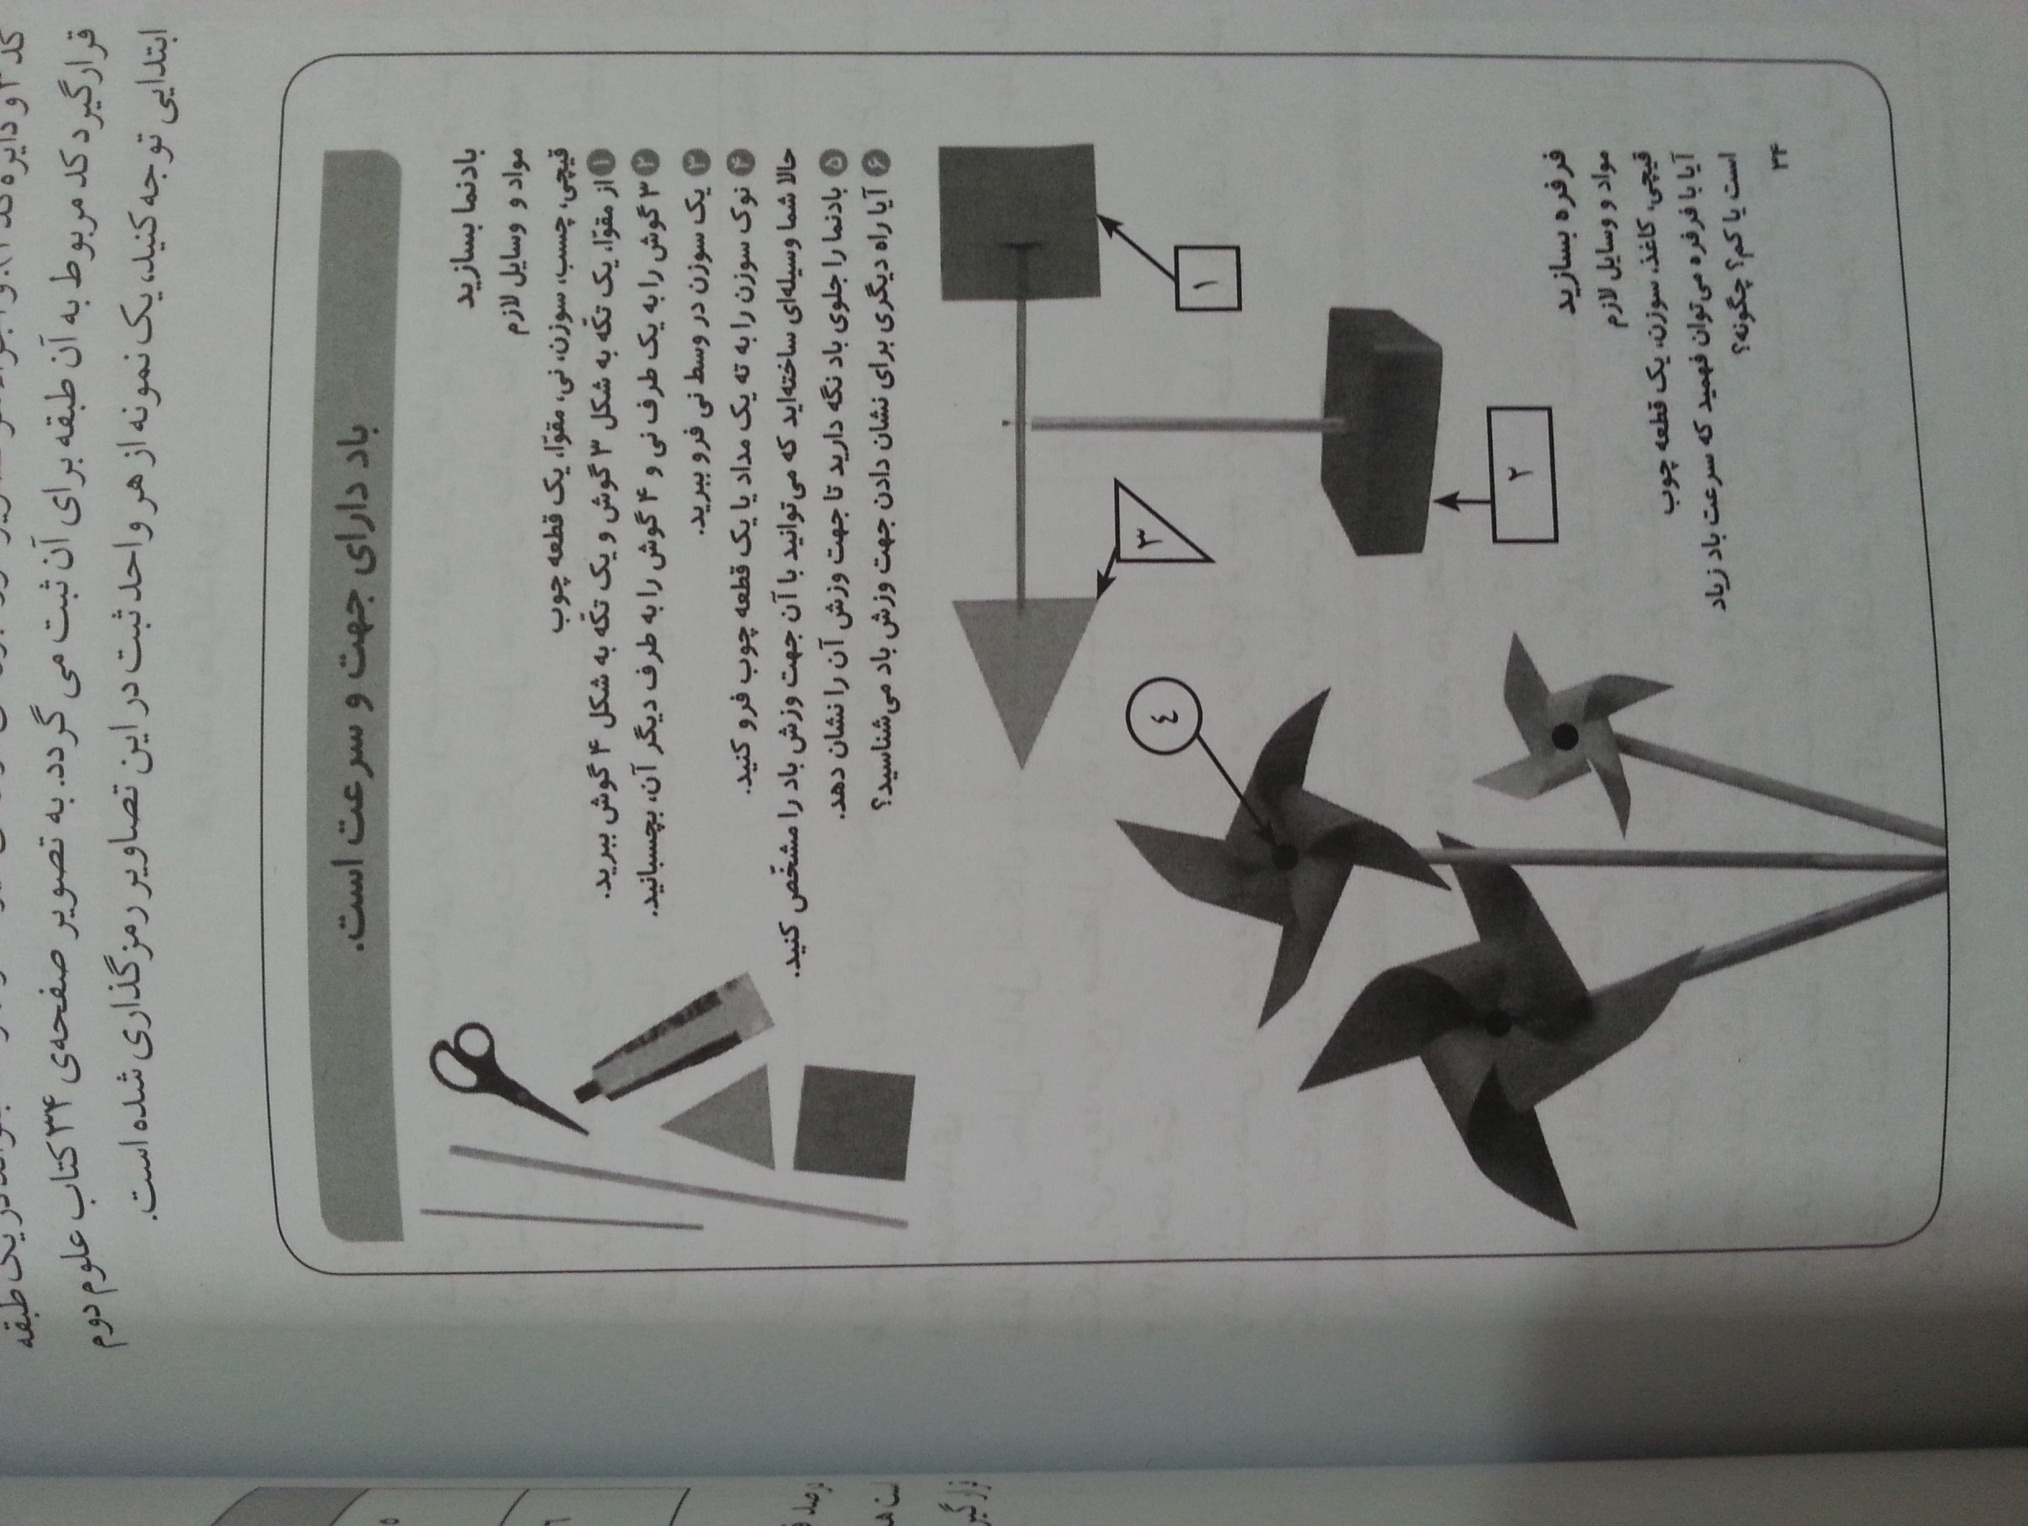 قرار گیرد کد مربوط به آن طبقه برای آن ثبت می گردد. به تصویر صفحه‌ی ۳۴ کتاب علوم دوم
ابتدایی توجه کنید، یک نمونه از هر واحد ثبت در این تصاویر رمزگذاری شده است.
باد دارای جهت و سرعت است.
بادنما بسازید
مواد و وسایل لازم
قیچی، چسب، سوزن، نی، مقوّا، یک قطعه چوب
۱ از مقوّا، یک تکّه به شکل ۳ گوش و یک تکّه به شکل ۴ گوش ببرید.
۲ ۳ گوش را به یک طرف نی و ۴ گوش را به طرف دیگر آن، بچسبانید.
۳ یک سوزن در وسط نی فرو ببرید.
۴ نوک سوزن را به ته یک مداد یا یک قطعه چوب فرو کنید.
حالا شما وسیله‌ای ساخته‌اید که می‌توانید با آن جهت وزش باد را مشخّص کنید.
۵ بادنما را جلوی باد نگه دارید تا جهت وزش آن را نشان دهد.
۶ آیا راه دیگری برای نشان دادن جهت وزش باد می‌شناسید؟
۱
۳
۲
٤
فرفره بسازید
مواد و وسایل لازم
قیچی، کاغذ، سوزن، یک قطعه چوب
آیا با فرفره می‌توان فهمید که سرعت باد زیاد
است یا کم؟ چگونه؟
۳۴